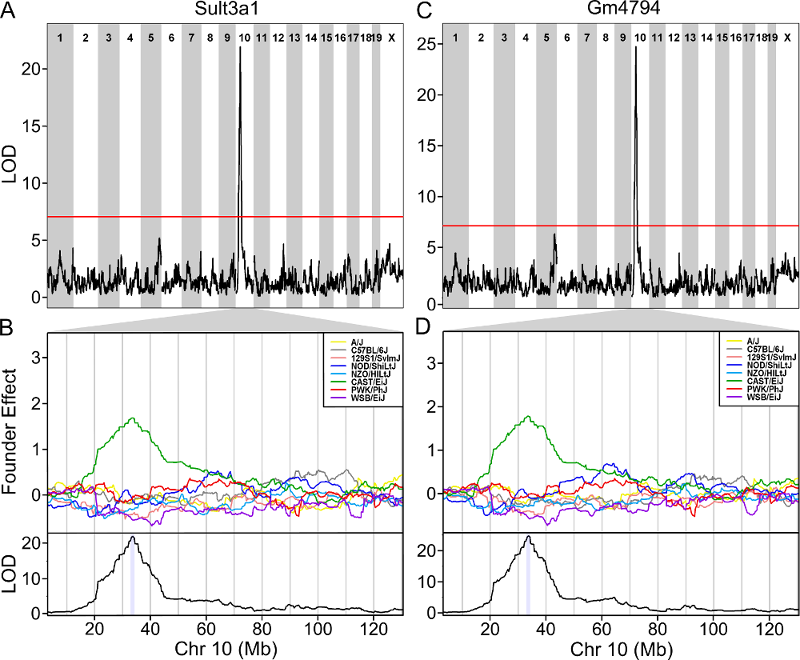 A
Sult3a1
1 2 3 4 5 6 7 8 9 10 11 12 13 14 15 16 17 18 19 X
20
15
10
5
0
LOD
C
Gm4794
1 2 3 4 5 6 7 8 9 10 11 12 13 14 15 16 17 18 19 X
25
20
15
10
5
0
B
A/J
C57BL/6J
129S1/SvImJ
NOD/ShiLtJ
NZO/HILtJ
CAST/EiJ
PWK/PhJ
WSB/EiJ
3
2
1
0
Founder Effect
20
10
0
LOD
20 40 60 80 100 120
Chr 10 (Mb)
D
A/J
C57BL/6J
129S1/SvImJ
NOD/ShiLtJ
NZO/HILtJ
CAST/EiJ
PWK/PhJ
WSB/EiJ
3
2
1
0
20
10
0
20 40 60 80 100 120
Chr 10 (Mb)